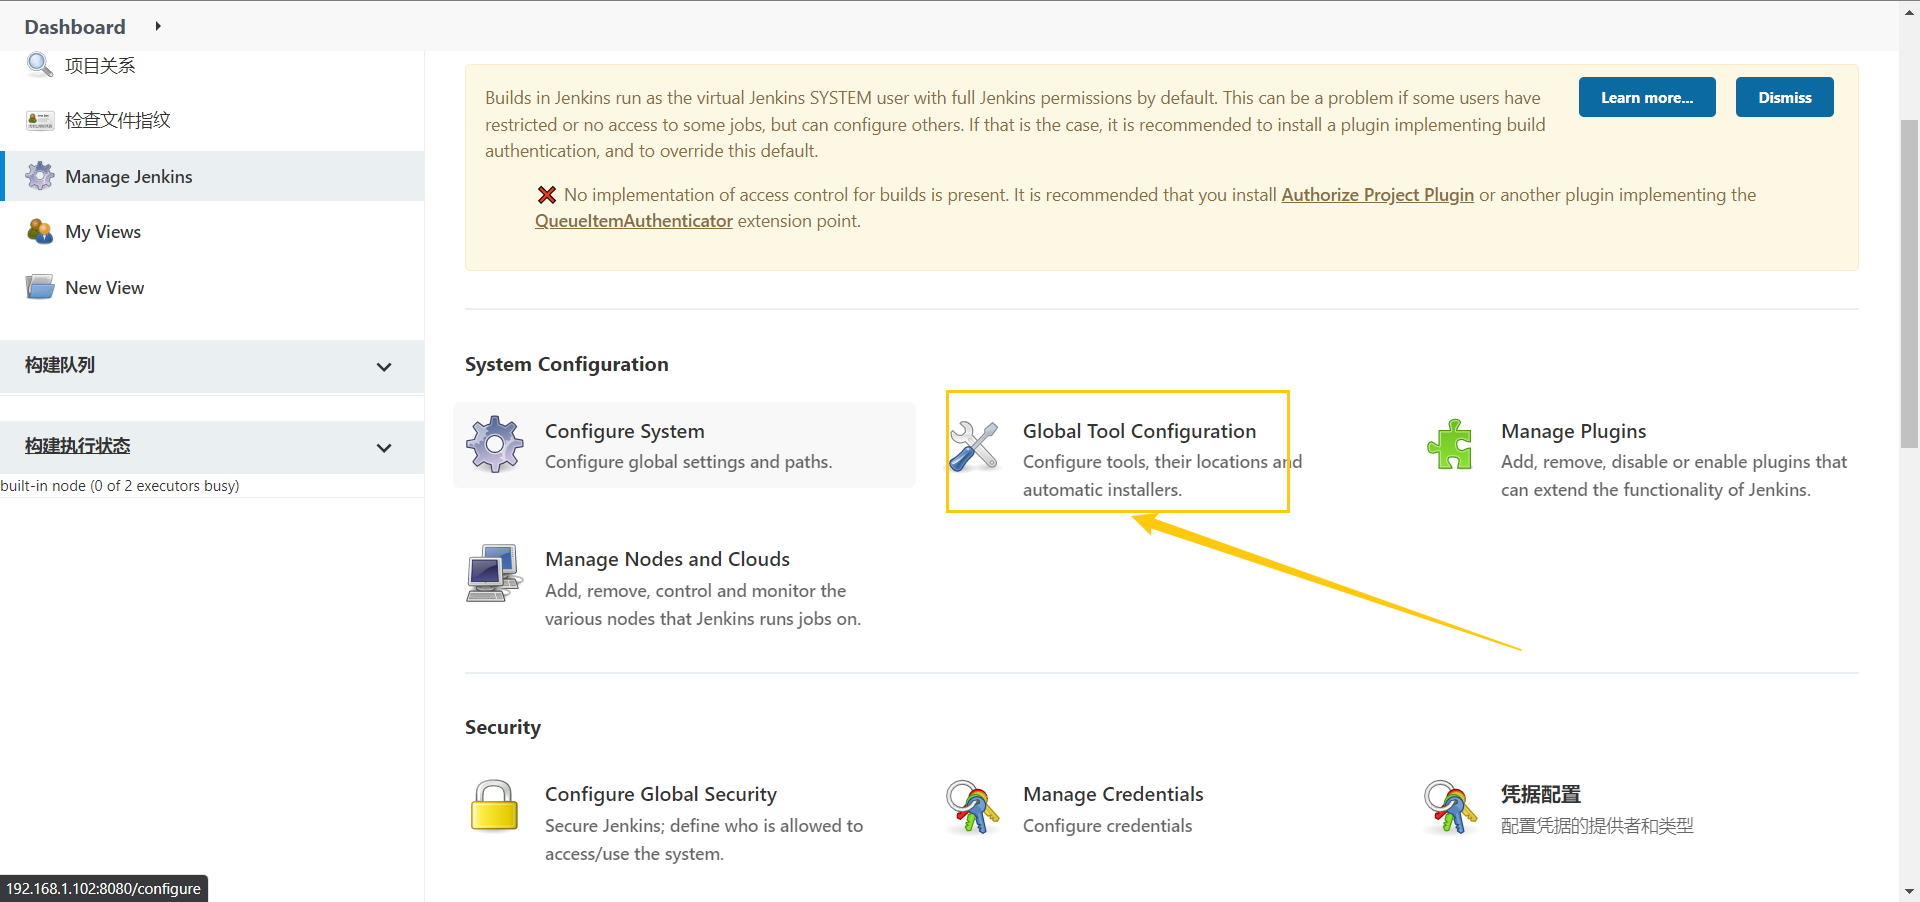 Dashboard
项目关系
检查文件指纹
Manage Jenkins
My Views
New View
构建队列
构建执行状态
built-in node (0 of 2 executors busy)
Builds in Jenkins run as the virtual Jenkins SYSTEM user with full Jenkins permissions by default. This can be a problem if some users have
restricted or no access to some jobs, but can configure others. If that is the case, it is recommended to install a plugin implementing build
authentication, and to override this default.
Learn more...
Dismiss
No implementation of access control for builds is present. It is recommended that you install Authorize Project Plugin or another plugin implementing the
QueueItemAuthenticator extension point.
System Configuration
Configure System
Configure global settings and paths.
Global Tool Configuration
Configure tools, their locations and
automatic installers.
Manage Plugins
Add, remove, disable or enable plugins that
can extend the functionality of Jenkins.
Manage Nodes and Clouds
Add, remove, control and monitor the
various nodes that Jenkins runs jobs on.
Security
Configure Global Security
Secure Jenkins; define who is allowed to
access/use the system.
Manage Credentials
Configure credentials
凭据配置
配置凭据的提供者和类型
192.168.1.102:8080/configure